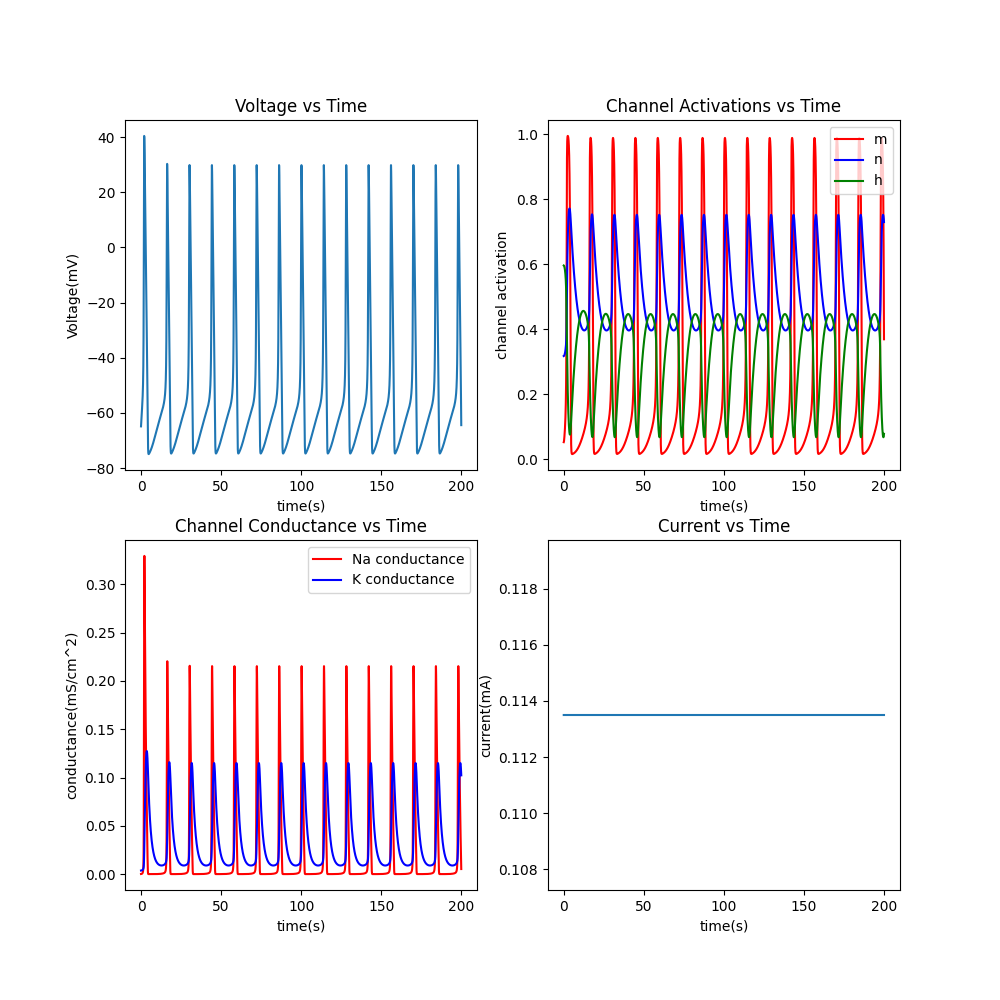 Voltage vs Time
Voltage(mV)
40
20
0
−20
−40
−60
−80
0 50 100 150 200
time(s)
Channel Activations vs Time
channel activation
1.0
0.8
0.6
0.4
0.2
0.0
m
n
h
0 50 100 150 200
time(s)
Channel Conductance vs Time
conductance(mS/cm^2)
0.30
0.25
0.20
0.15
0.10
0.05
0.00
Na conductance
K conductance
0 50 100 150 200
time(s)
Current vs Time
current(mA)
0.118
0.116
0.114
0.112
0.110
0.108
0 50 100 150 200
time(s)